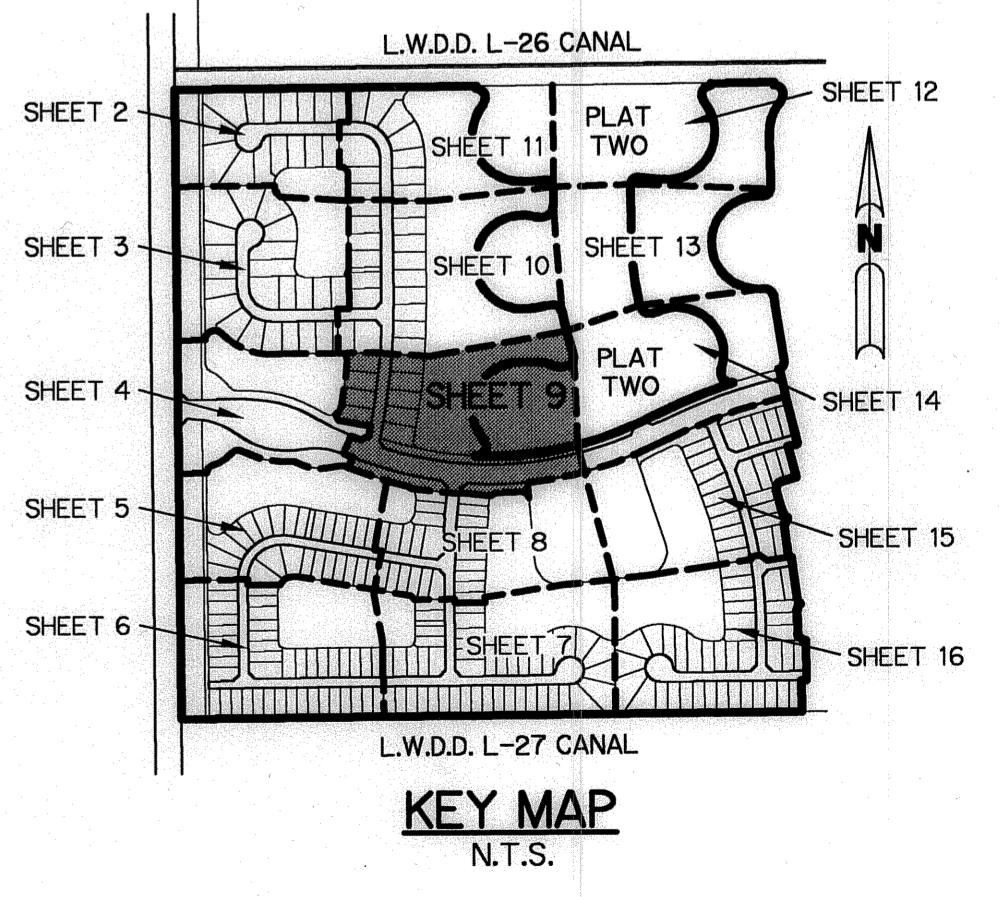 L.W.D.D. L-26 CANAL
SHEET 2
SHEET 12
PLAT
TWO
SHEET 11
N
SHEET 3
SHEET 13
SHEET 10
SHEET 4
SHEET 9
PLAT
TWO
SHEET 14
SHEET 5
SHEET 8
SHEET 15
SHEET 6
SHEET 7
SHEET 16
L.W.D.D. L-27 CANAL
KEY MAP
N.T.S.